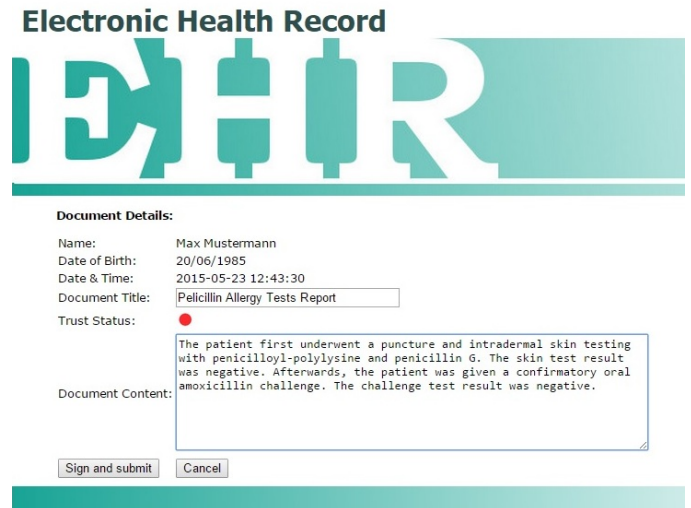 Electronic Health Record
EHR
Document Details:
Name: Max Mustermann
Date of Birth: 20/06/1985
Date & Time: 2015-05-23 12:43:30
Document Title: Pelicillin Allergy Tests Report
Trust Status:
Document Content:
The patient first underwent a puncture and intradermal skin testing
with penicilloyl-polylysine and penicillin G. The skin test result
was negative. Afterwards, the patient was given a confirmatory oral
amoxicillin challenge. The challenge test result was negative.
Sign and submit Cancel